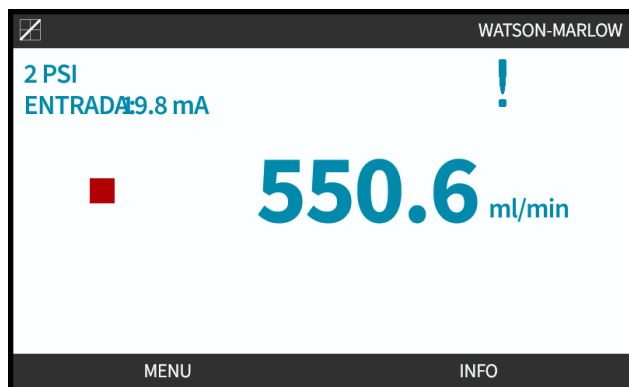 WATSON-MARLOW
2 PSI
!
ENTRADA:19.8 mA
550.6 ml/min
MENU INFO